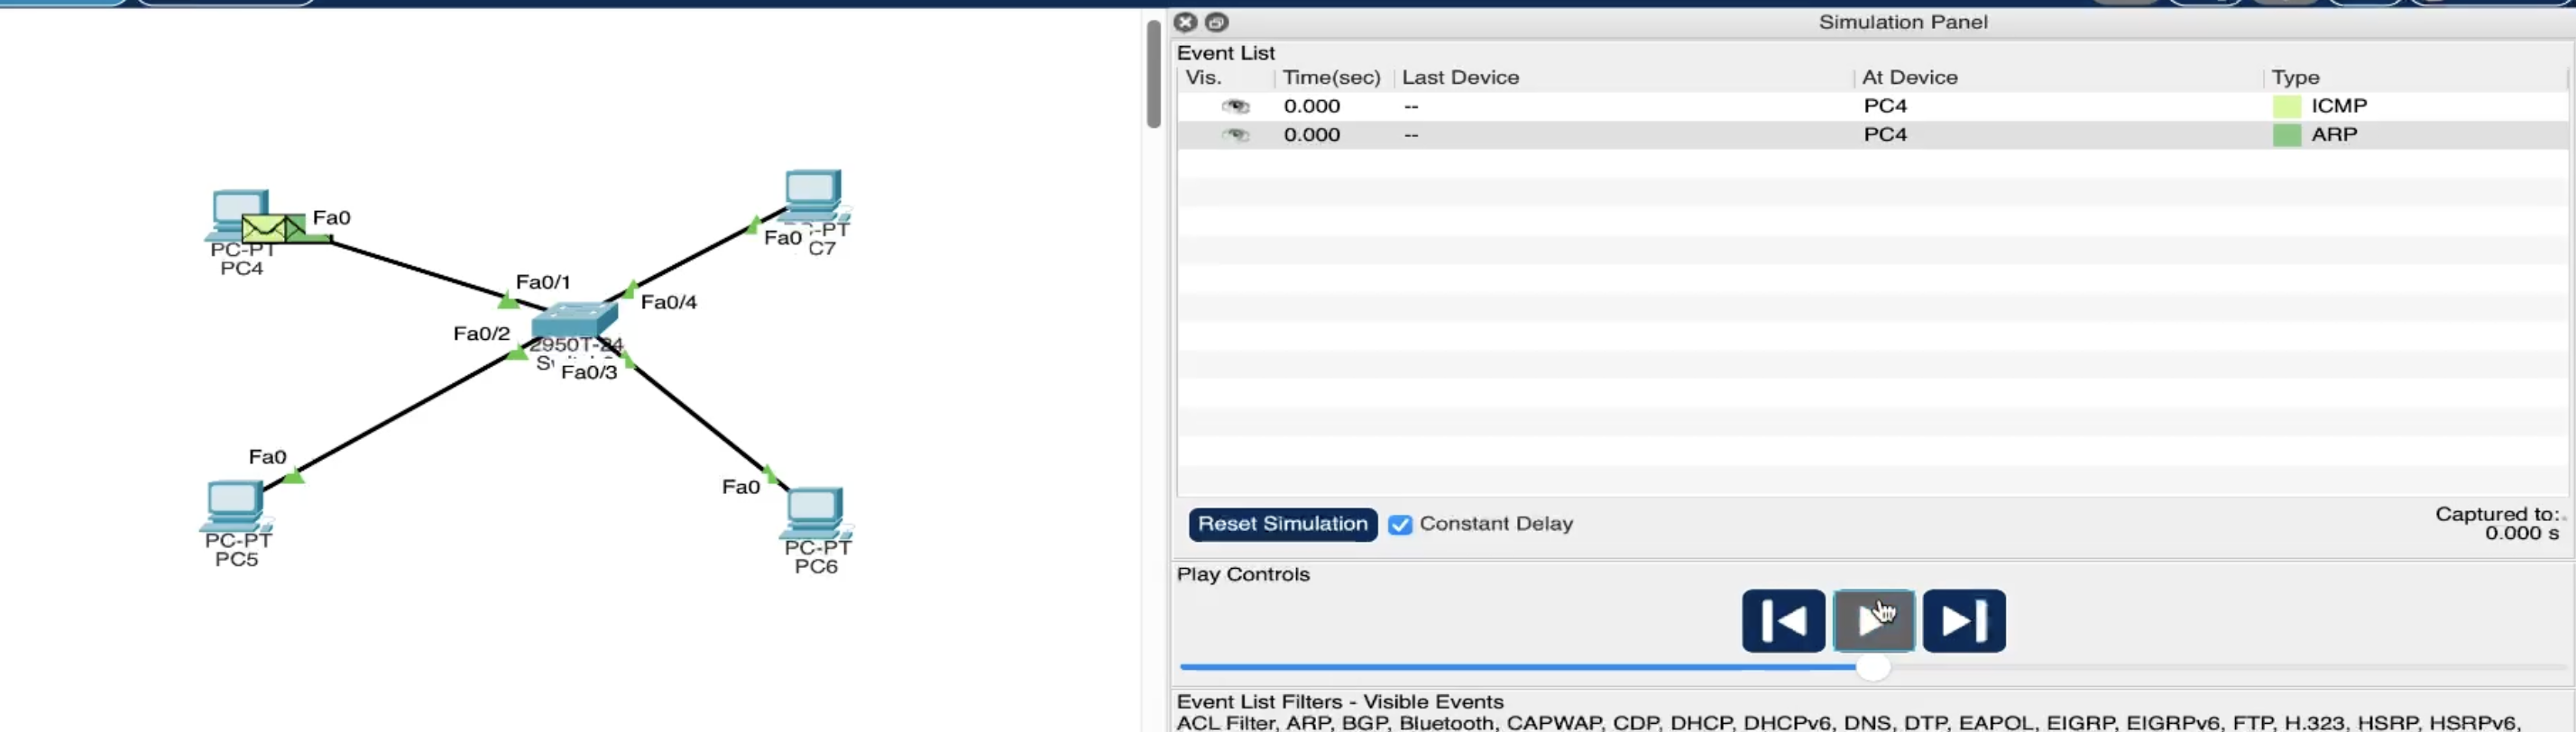 Fa0
PC-PT
PC4
Fa0/1
Fa0/2
Fa0
-PT
C7
Fa0/4
2950T-24
Fa0/3
Fa0
PC-PT
PC5
Fa0
PC-PT
PC6
Simulation Panel
Event List
Vis. Time(sec) Last Device At Device Type
0.000 -- PC4 ICMP
0.000 -- PC4 ARP
Reset Simulation Constant Delay
Captured to:
0.000 s
Play Controls
Event List Filters - Visible Events
ACL Filter, ARP, BGP, Bluetooth, CAPWAP, CDP, DHCP, DHCPv6, DNS, DTP, EAPOL, EIGRP, EIGRPv6, FTP, H.323, HSRP, HSRPv6,